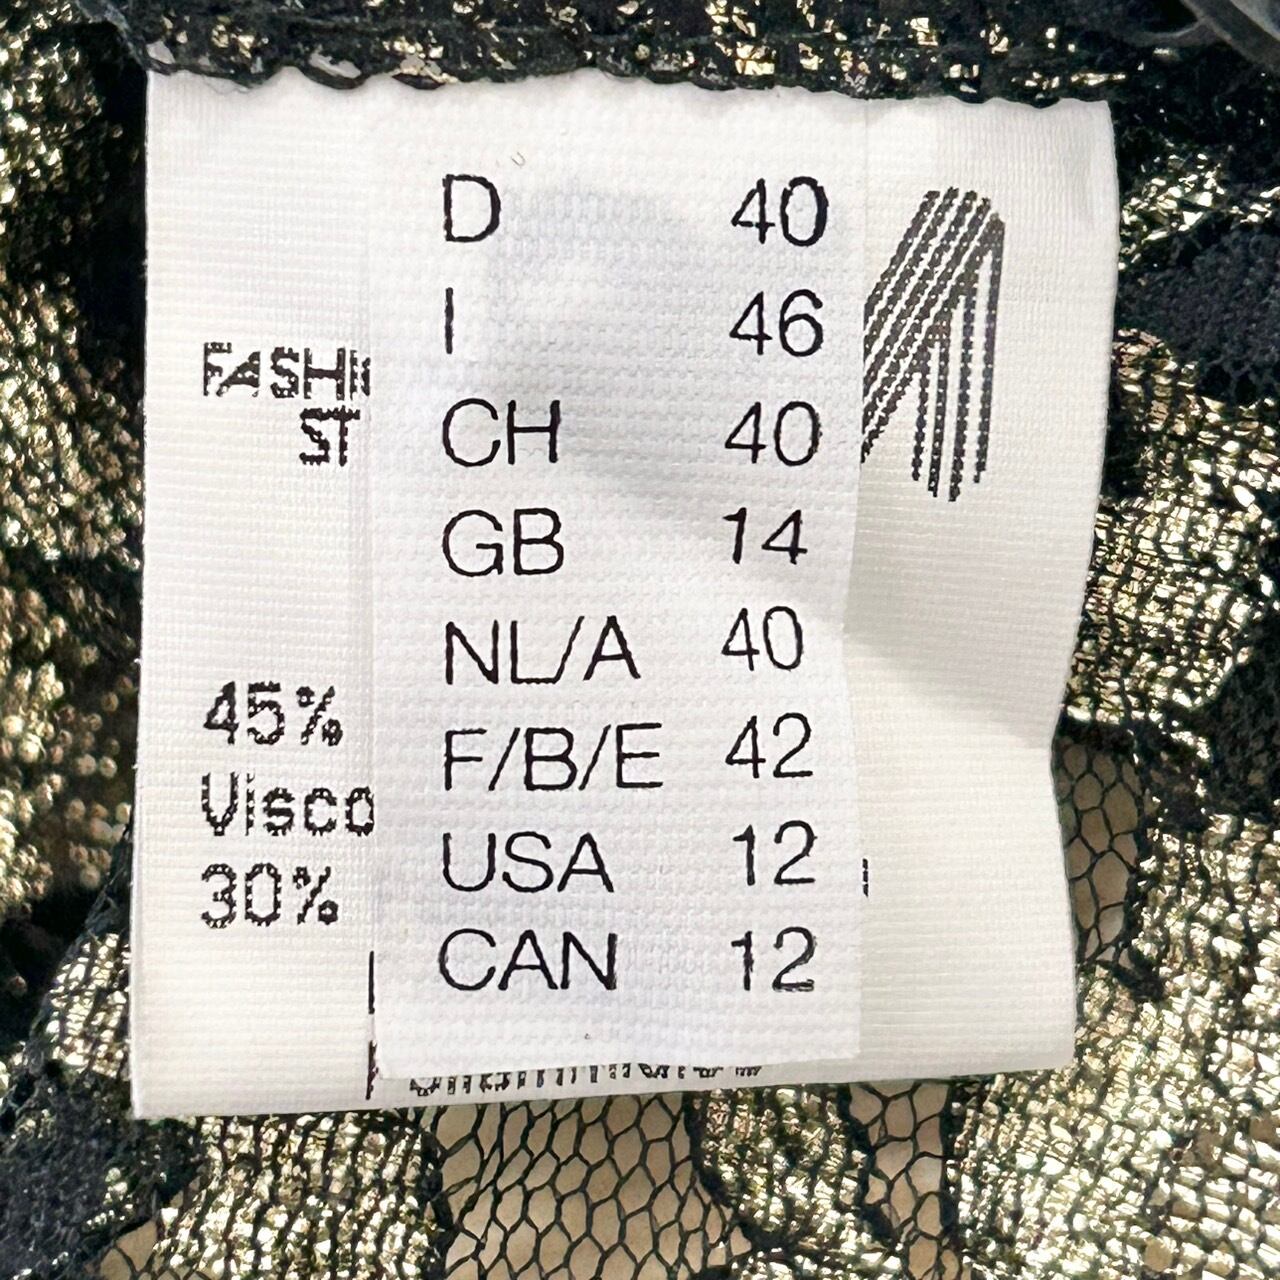 D 40
I 46
CH 40
GB 14
NL/A 40
F/B/E 42
USA 12
CAN 12
FASHI
ST
45%
Visco
30%